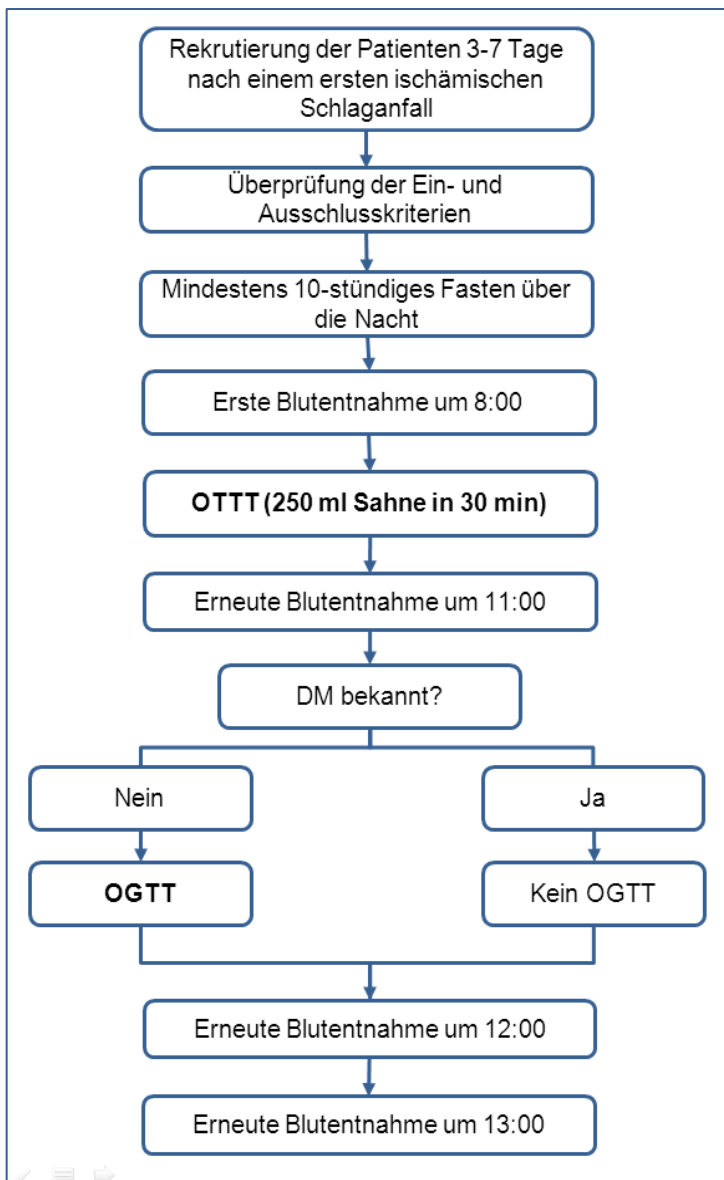 Rekrutierung der Patienten 3-7 Tage
nach einem ersten ischämischen
Schlaganfall
Überprüfung der Ein- und
Ausschlusskriterien
Mindestens 10-stündiges Fasten über
die Nacht
Erste Blutentnahme um 8:00
OTTT (250 ml Sahne in 30 min)
Erneute Blutentnahme um 11:00
DM bekannt?
Nein
Ja
OGTT
Kein OGTT
Erneute Blutentnahme um 12:00
Erneute Blutentnahme um 13:00